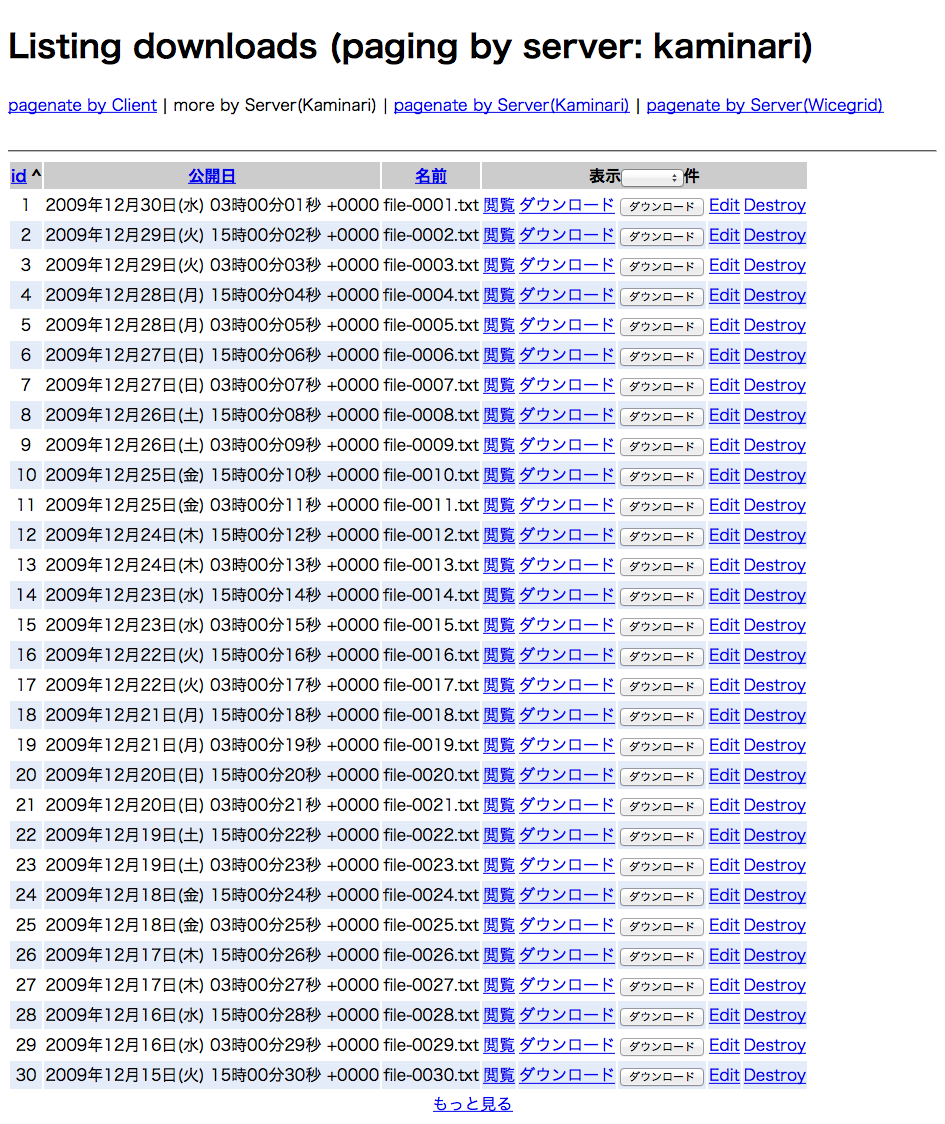 Listing downloads (paging by server: kaminari)
pagenate by Client | more by Server(Kaminari) | pagenate by Server(Kaminari) | pagenate by Server(Wicegrid)
id ^ 公開日 名前 表示 件
1 2009年12月30日(水) 03時00分01秒 +0000 file-0001.txt 閲覧 ダウンロード ダウンロード Edit Destroy
2 2009年12月29日(火) 15時00分02秒 +0000 file-0002.txt 閲覧 ダウンロード ダウンロード Edit Destroy
3 2009年12月29日(火) 03時00分03秒 +0000 file-0003.txt 閲覧 ダウンロード ダウンロード Edit Destroy
4 2009年12月28日(月) 15時00分04秒 +0000 file-0004.txt 閲覧 ダウンロード ダウンロード Edit Destroy
5 2009年12月28日(月) 03時00分05秒 +0000 file-0005.txt 閲覧 ダウンロード ダウンロード Edit Destroy
6 2009年12月27日(日) 15時00分06秒 +0000 file-0006.txt 閲覧 ダウンロード ダウンロード Edit Destroy
7 2009年12月27日(日) 03時00分07秒 +0000 file-0007.txt 閲覧 ダウンロード ダウンロード Edit Destroy
8 2009年12月26日(土) 15時00分08秒 +0000 file-0008.txt 閲覧 ダウンロード ダウンロード Edit Destroy
9 2009年12月26日(土) 03時00分09秒 +0000 file-0009.txt 閲覧 ダウンロード ダウンロード Edit Destroy
10 2009年12月25日(金) 15時00分10秒 +0000 file-0010.txt 閲覧 ダウンロード ダウンロード Edit Destroy
11 2009年12月25日(金) 03時00分11秒 +0000 file-0011.txt 閲覧 ダウンロード ダウンロード Edit Destroy
12 2009年12月24日(木) 15時00分12秒 +0000 file-0012.txt 閲覧 ダウンロード ダウンロード Edit Destroy
13 2009年12月24日(木) 03時00分13秒 +0000 file-0013.txt 閲覧 ダウンロード ダウンロード Edit Destroy
14 2009年12月23日(水) 15時00分14秒 +0000 file-0014.txt 閲覧 ダウンロード ダウンロード Edit Destroy
15 2009年12月23日(水) 03時00分15秒 +0000 file-0015.txt 閲覧 ダウンロード ダウンロード Edit Destroy
16 2009年12月22日(火) 15時00分16秒 +0000 file-0016.txt 閲覧 ダウンロード ダウンロード Edit Destroy
17 2009年12月22日(火) 03時00分17秒 +0000 file-0017.txt 閲覧 ダウンロード ダウンロード Edit Destroy
18 2009年12月21日(月) 15時00分18秒 +0000 file-0018.txt 閲覧 ダウンロード ダウンロード Edit Destroy
19 2009年12月21日(月) 03時00分19秒 +0000 file-0019.txt 閲覧 ダウンロード ダウンロード Edit Destroy
20 2009年12月20日(日) 15時00分20秒 +0000 file-0020.txt 閲覧 ダウンロード ダウンロード Edit Destroy
21 2009年12月20日(日) 03時00分21秒 +0000 file-0021.txt 閲覧 ダウンロード ダウンロード Edit Destroy
22 2009年12月19日(土) 15時00分22秒 +0000 file-0022.txt 閲覧 ダウンロード ダウンロード Edit Destroy
23 2009年12月19日(土) 03時00分23秒 +0000 file-0023.txt 閲覧 ダウンロード ダウンロード Edit Destroy
24 2009年12月18日(金) 15時00分24秒 +0000 file-0024.txt 閲覧 ダウンロード ダウンロード Edit Destroy
25 2009年12月18日(金) 03時00分25秒 +0000 file-0025.txt 閲覧 ダウンロード ダウンロード Edit Destroy
26 2009年12月17日(木) 15時00分26秒 +0000 file-0026.txt 閲覧 ダウンロード ダウンロード Edit Destroy
27 2009年12月17日(木) 03時00分27秒 +0000 file-0027.txt 閲覧 ダウンロード ダウンロード Edit Destroy
28 2009年12月16日(水) 15時00分28秒 +0000 file-0028.txt 閲覧 ダウンロード ダウンロード Edit Destroy
29 2009年12月16日(水) 03時00分29秒 +0000 file-0029.txt 閲覧 ダウンロード ダウンロード Edit Destroy
30 2009年12月15日(火) 15時00分30秒 +0000 file-0030.txt 閲覧 ダウンロード ダウンロード Edit Destroy
もっと見る